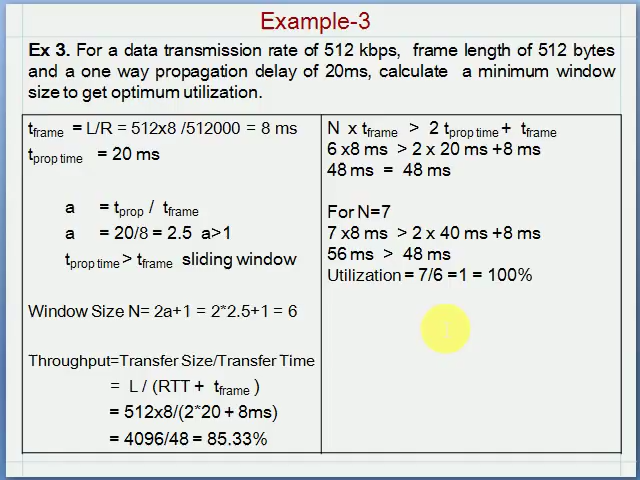 Example-3
Ex 3. For a data transmission rate of 512 kbps, frame length of 512 bytes
and a one way propagation delay of 20ms, calculate a minimum window
size to get optimum utilization.
tframe = L/R = 512x8 /512000 = 8 ms
tprop time = 20 ms
a = tprop / tframe
a = 20/8 = 2.5 a>1
tprop time > tframe sliding window
Window Size N= 2a+1 = 2*2.5+1 = 6
Throughput=Transfer Size/Transfer Time
= L / (RTT + tframe )
= 512x8/(2*20 + 8ms)
= 4096/48 = 85.33%
N x tframe > 2 tprop time + tframe
6 x8 ms > 2 x 20 ms +8 ms
48 ms = 48 ms
For N=7
7 x8 ms > 2 x 40 ms +8 ms
56 ms > 48 ms
Utilization = 7/6 =1 = 100%